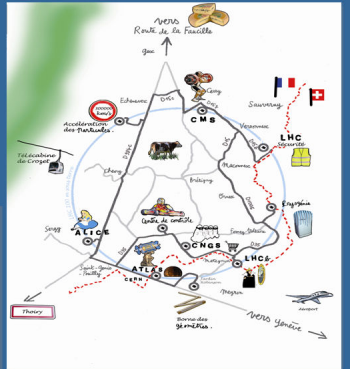 vers
Route de la Faucille
gex
Echenevex
Cessy
CMS
Sauverny
Accélération
des Particules.
Versonnex
LHC
Sécurité
Télécabine
de Crozet
Chevry
Brétigny
Cryogénie
Sergy
ALICE
Centre de contrôle
CNGS
Ferney-Voltaire
LHCb
Saint-Genis-
Pouilly
ATLAS
CERN
Meyrin
Thoiry
Borne des
géomètres.
vers Genève
Aéroport